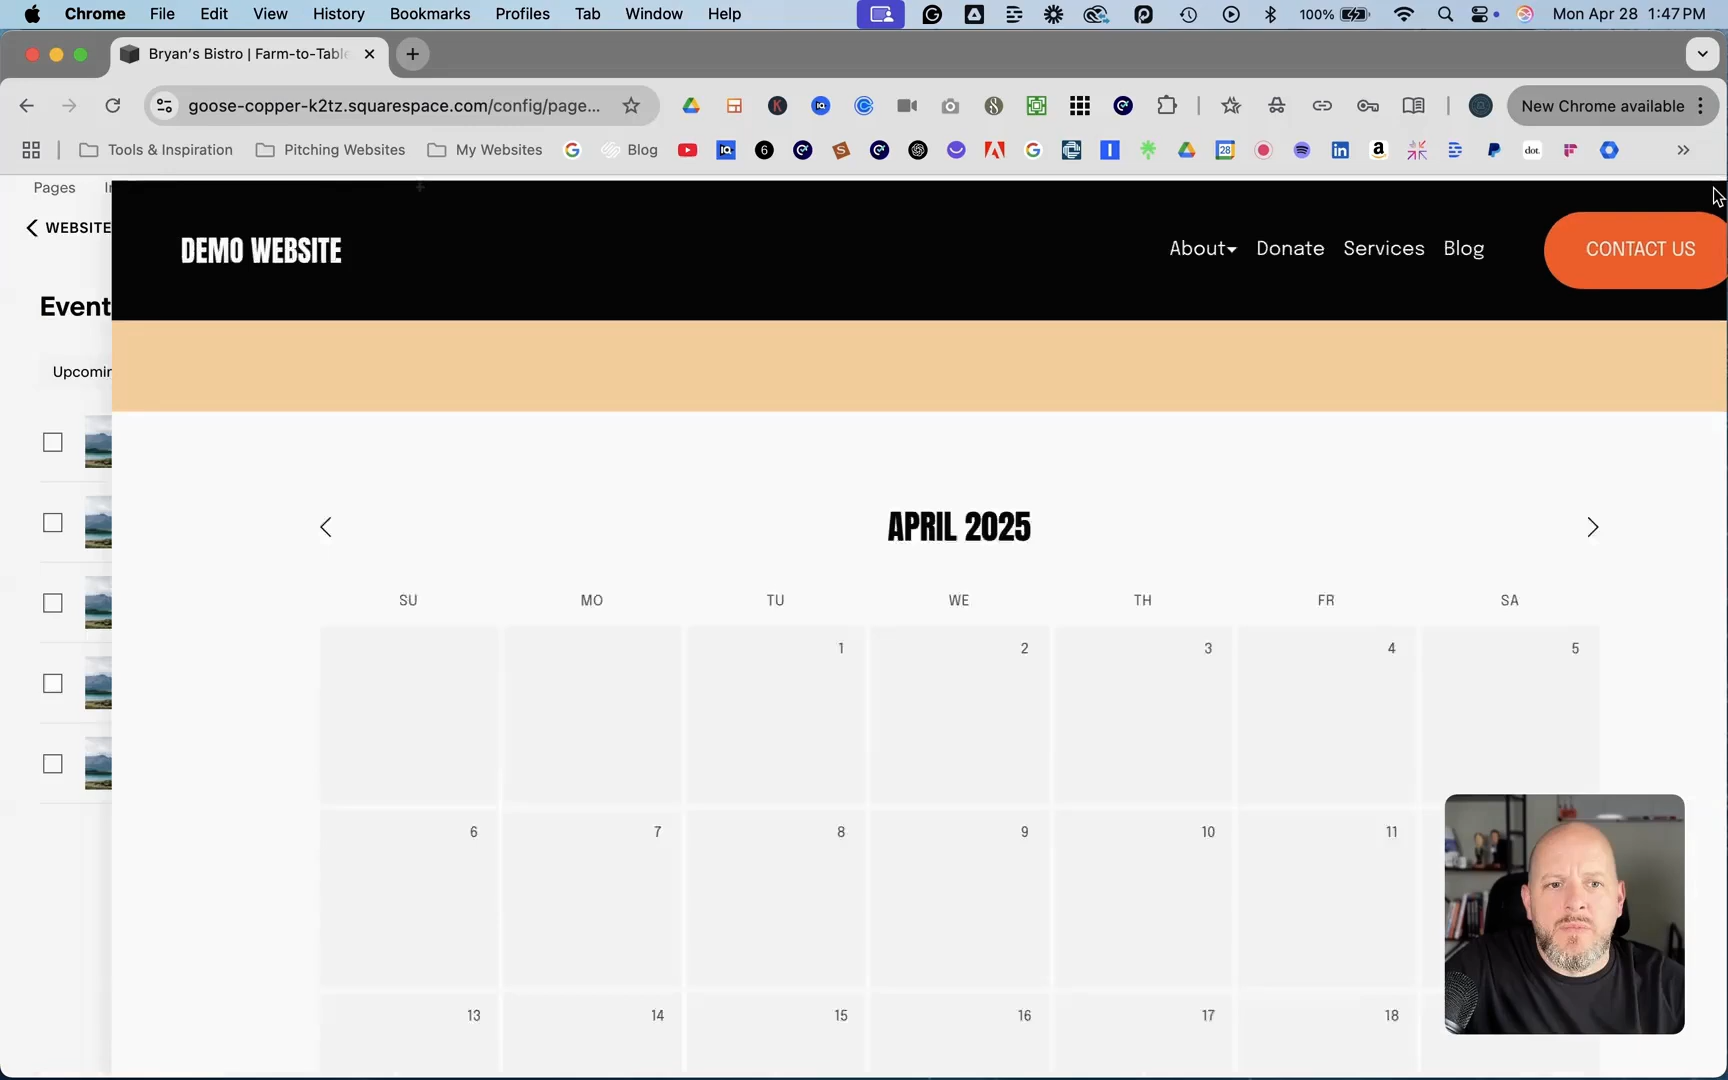 Chrome File Edit View History Bookmarks Profiles Tab Window Help 100% Mon Apr 28 1:47 PM
Bryan's Bistro | Farm-to-Table
goose-copper-k2tz.squarespace.com/config/page... New Chrome available
Tools & Inspiration Pitching Websites My Websites Blog 28 dot.
Pages
WEBSITE
DEMO WEBSITE
About Donate Services Blog CONTACT US
Event
Upcomin
APRIL 2025
SU MO TU WE TH FR SA
1 2 3 4 5
6 7 8 9 10 11
13 14 15 16 17 18